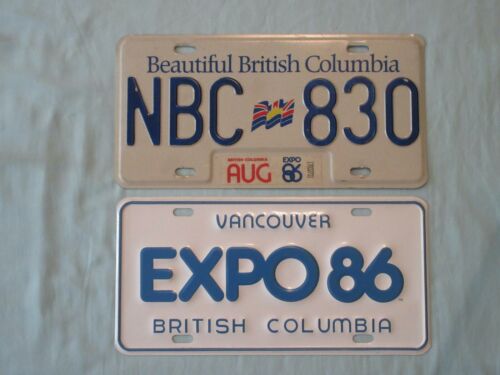 Beautiful British Columbia
NBC 830
BRITISH COLUMBIA
AUG
EXPO
86
VANCOUVER
EXPO 86
BRITISH COLUMBIA